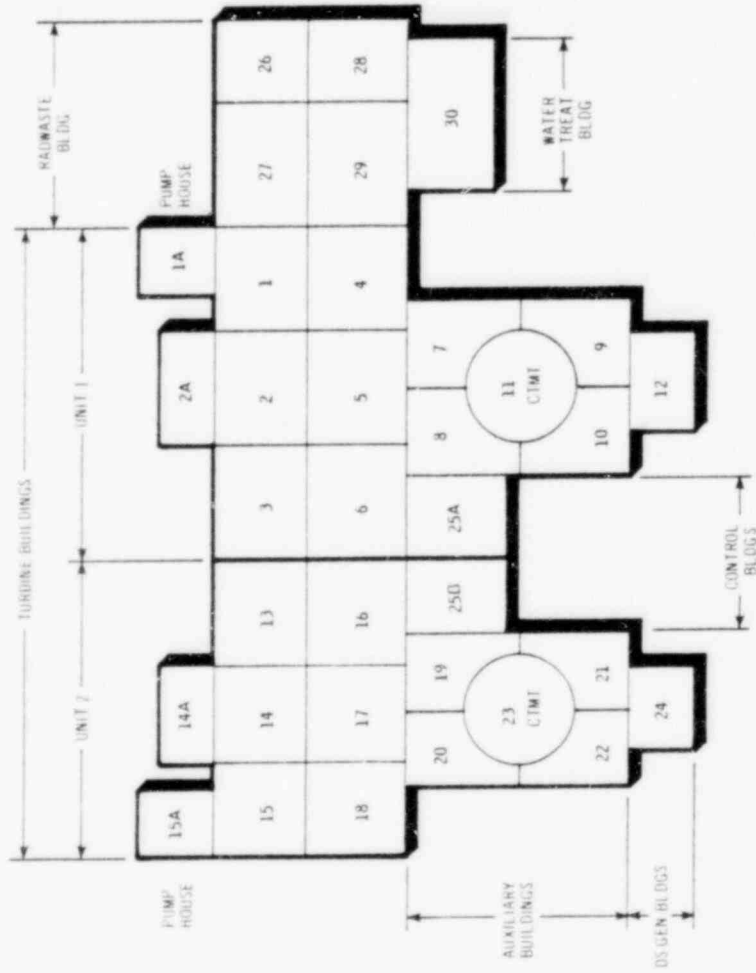 TURBINE BUILDINGS
UNIT 2
UNIT 1
RADWASTE
BLDG
PUMP
HOUSE
PUMP
HOUSE
15A
14A
2A
1A
15
14
13
3
2
1
27
26
18
17
16
6
5
4
29
28
20
19
25B
25A
8
7
30
23
CTMT
11
CTMT
22
21
10
9
24
12
AUXILIARY
BUILDINGS
DS GEN BLDGS
CONTROL
BLDGS
WATER
TREAT
BLDG